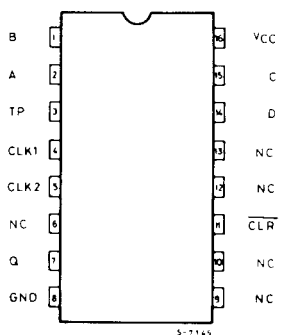 B 1 16 VCC
A 2 15 C
TP 3 14 D
CLK1 4 13 NC
CLK2 5 12 NC
NC 6 11 C̅L̅R̅
Q 7 10 NC
GND 8 9 NC
S-7145